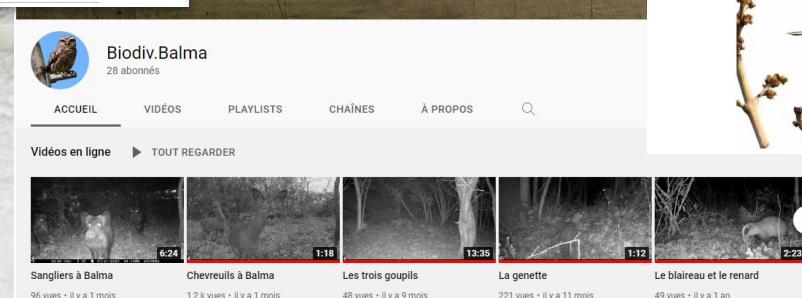 Biodiv.Balma
28 abonnés
ACCUEIL VIDÉOS PLAYLISTS CHAÎNES À PROPOS
Vidéos en ligne TOUT REGARDER
6:24 1:18 13:35 1:12 2:23
Sangliers à Balma Chevreuils à Balma Les trois goupils La genette Le blaireau et le renard
96 vues • il y a 1 mois 1,2 k vues • il y a 1 mois 48 vues • il y a 9 mois 221 vues • il y a 11 mois 49 vues • il y a 1 an